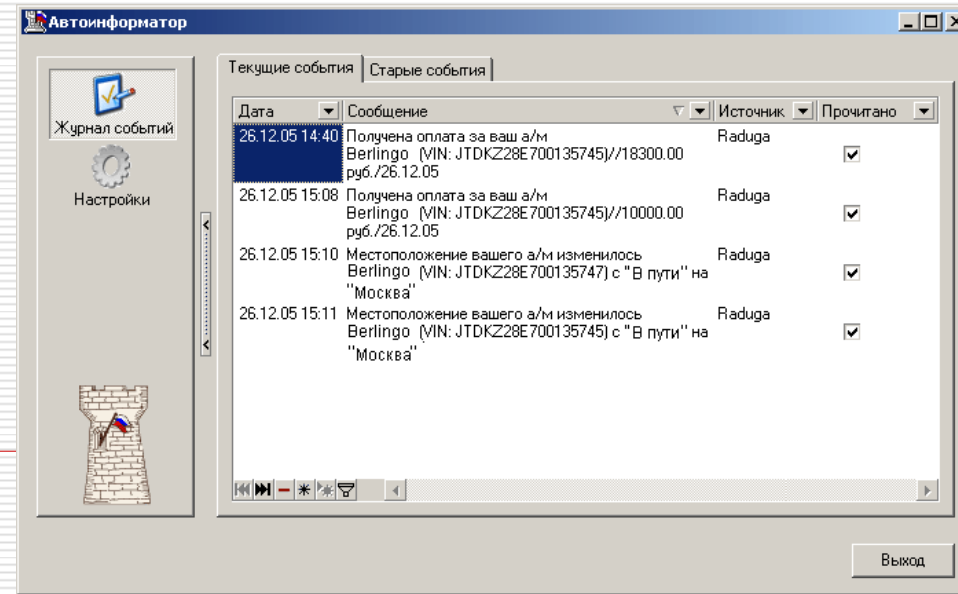 Автоинформатор
Журнал событий
Настройки
Текущие события
Старые события
Дата
Сообщение
Источник
Прочитано
26.12.05 14:40 Получена оплата за ваш а/м Raduga
Berlingo (VIN: JTDKZ28E700135745)//18300.00
руб./26.12.05
26.12.05 15:08 Получена оплата за ваш а/м Raduga
Berlingo (VIN: JTDKZ28E700135745)//10000.00
руб./26.12.05
26.12.05 15:10 Местоположение вашего а/м изменилось Raduga
Berlingo (VIN: JTDKZ28E700135747) с "В пути" на
"Москва"
26.12.05 15:11 Местоположение вашего а/м изменилось Raduga
Berlingo (VIN: JTDKZ28E700135745) с "В пути" на
"Москва"
Выход